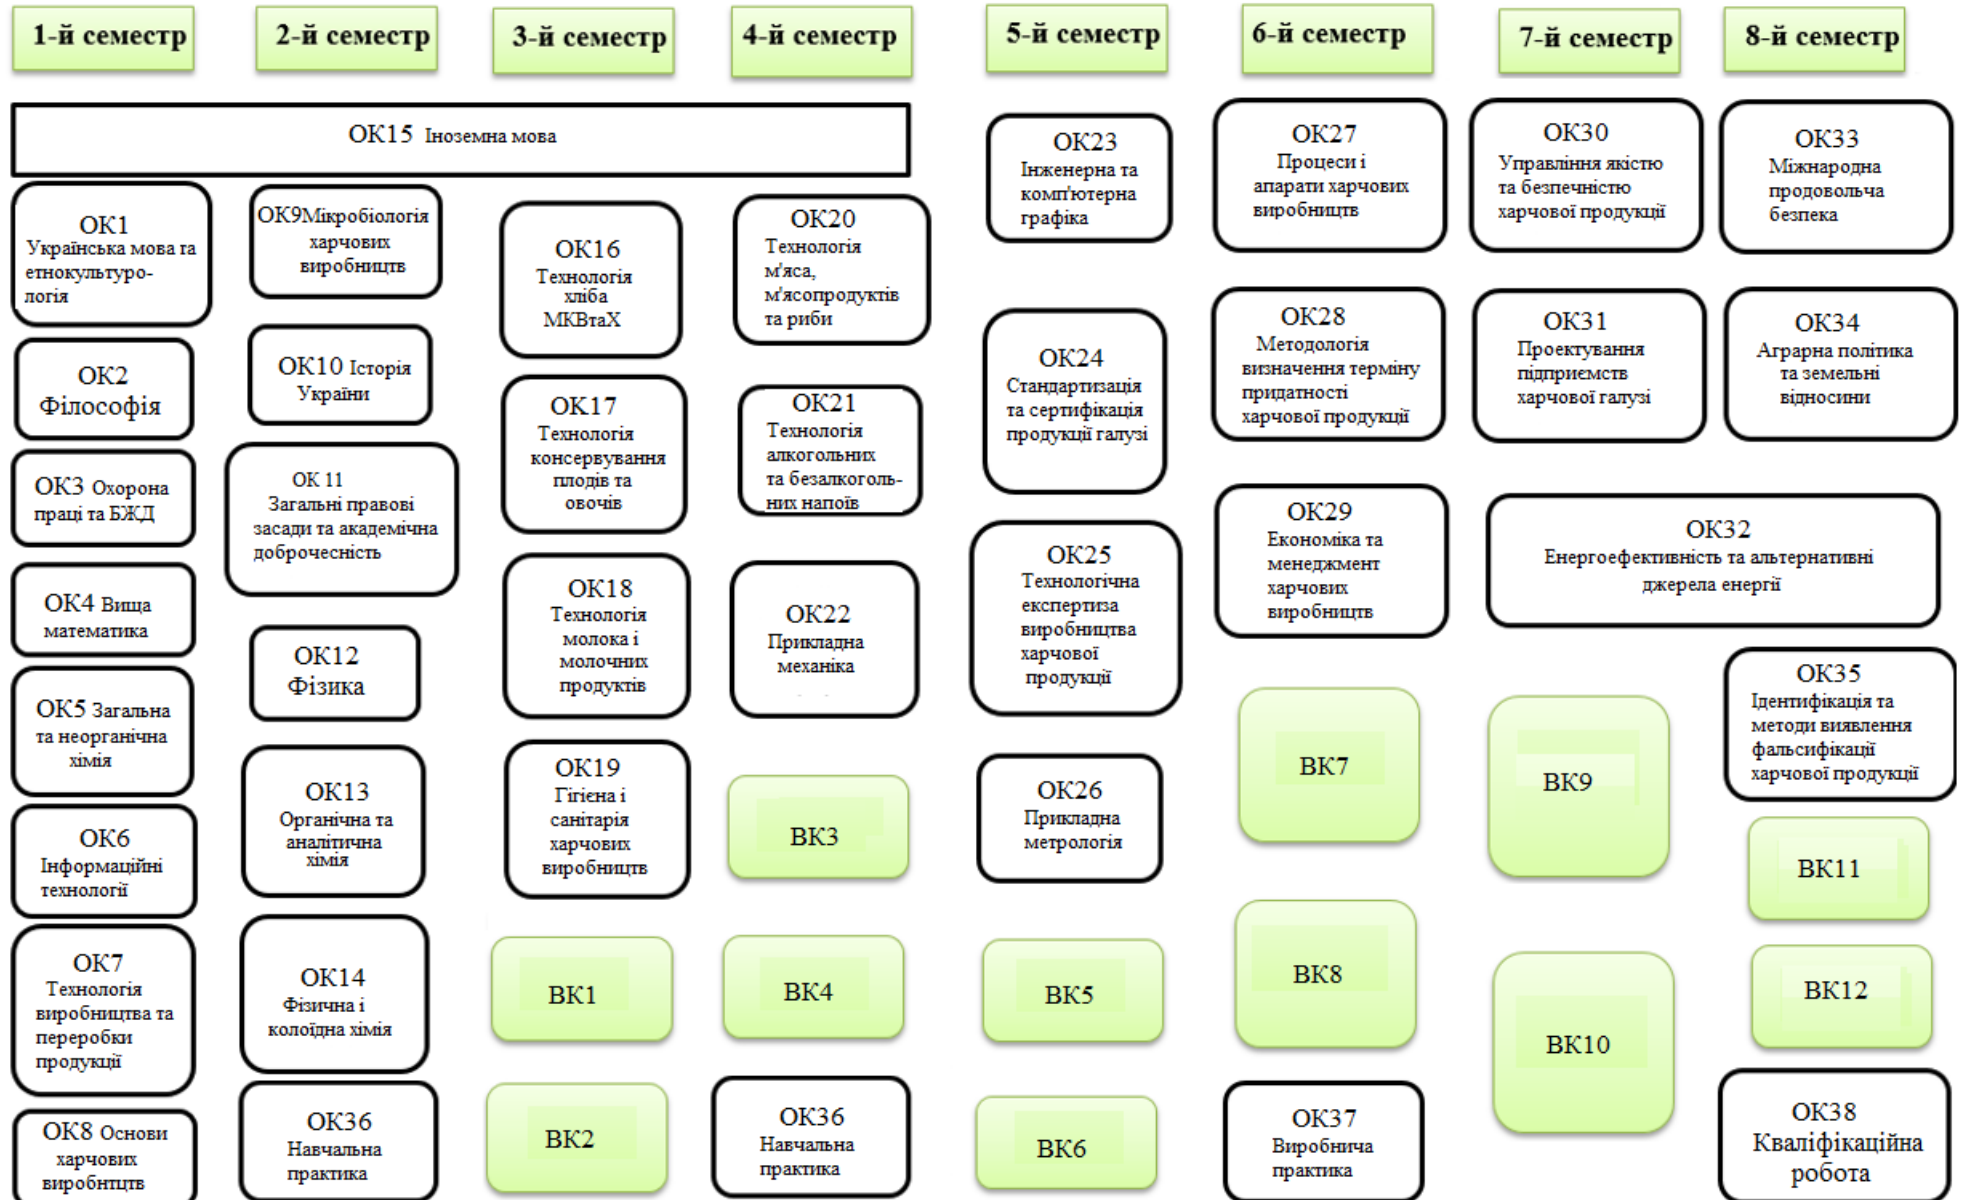 1-й семестр
2-й семестр
3-й семестр
4-й семестр
5-й семестр
6-й семестр
7-й семестр
8-й семестр
ОК15 Іноземна мова
ОК1
Українська мова та
етнокультуро-
логія
ОК2
Філософія
ОК3 Охорона
праці та БЖД
ОК4 Вища
математика
ОК5 Загальна
та неорганічна
хімія
ОК6
Інформаційні
технології
ОК7
Технологія
виробництва та
переробки
продукції
ОК8 Основи
харчових
виробнтцтв
ОК9Мікробіологія
харчових
виробництв
ОК10 Історія
України
ОК 11
Загальні правові
засади та академічна
доброчесність
ОК12
Фізика
ОК13
Органічна та
аналітична
хімія
ОК14
Фізична і
колоїдна хімія
ОК36
Навчальна
практика
ОК16
Технологія
хліба
МКВтаХ
ОК17
Технологія
консервування
плодів та
овочів
ОК18
Технологія
молока і
молочних
продуктів
ОК19
Гігієна і
санітарія
харчових
виробництв
ВК1
ВК2
ОК20
Технологія
м'яса,
м'ясопродуктів
та риби
ОК21
Технологія
алкогольних
та безалкоголь-
них напоїв
ОК22
Прикладна
механіка
ВК3
ВК4
ОК36
Навчальна
практика
ОК23
Інженерна та
комп'ютерна
графіка
ОК24
Стандартизація
та сертифікація
продукції галузі
ОК25
Технологічна
експертиза
виробництва
харчової
продукції
ОК26
Прикладна
метрологія
ВК5
ВК6
ОК27
Процеси і
апарати харчових
виробництв
ОК28
Методологія
визначення терміну
придатності
харчової продукції
ОК29
Економіка та
менеджмент
харчових
виробництв
ВК7
ВК8
ОК37
Виробнича
практика
ОК30
Управління якістю
та безпечністю
харчової продукції
ОК31
Проектування
підприємств
харчової галузі
ОК32
Енергоефективність та альтернативні
джерела енергії
ВК9
ВК10
ОК33
Міжнародна
продовольча
безпека
ОК34
Аграрна політика
та земельні
відносини
ОК35
Ідентифікація та
методи виявлення
фальсифікації
харчової продукції
ВК11
ВК12
ОК38
Кваліфікаційна
робота